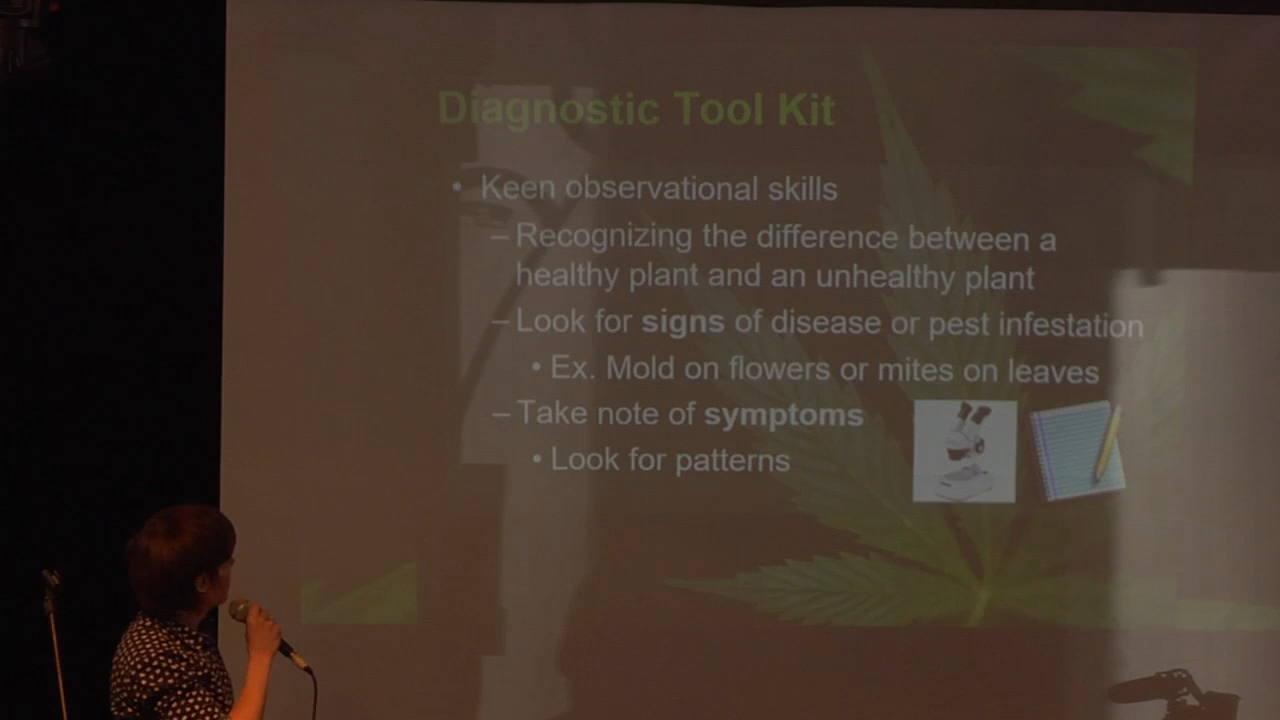 Diagnostic Tool Kit
• Keen observational skills
– Recognizing the difference between a
healthy plant and an unhealthy plant
– Look for signs of disease or pest infestation
• Ex. Mold on flowers or mites on leaves
– Take note of symptoms
• Look for patterns